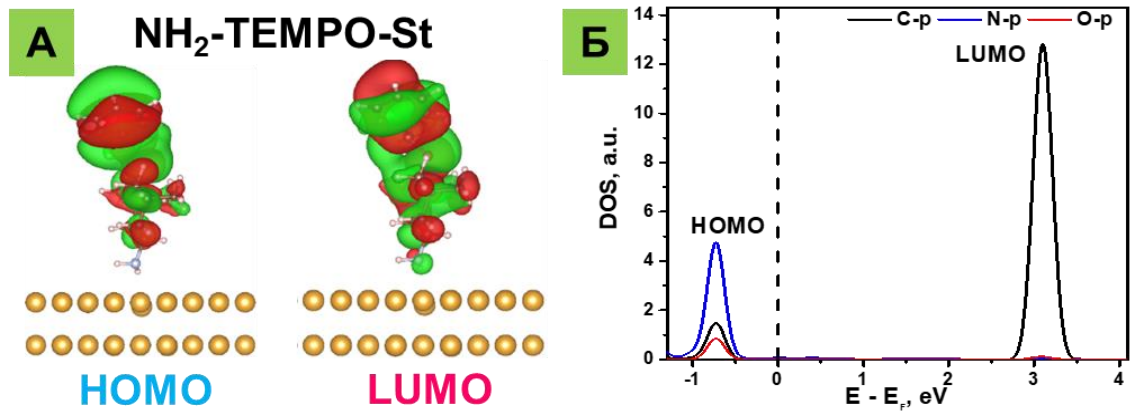 А
NH₂-TEMPO-St
HOMO
LUMO
Б
C-p N-p O-p
LUMO
HOMO
DOS, a.u.
14
12
10
8
6
4
2
0
-1 0 1 2 3 4
E - E_F, eV